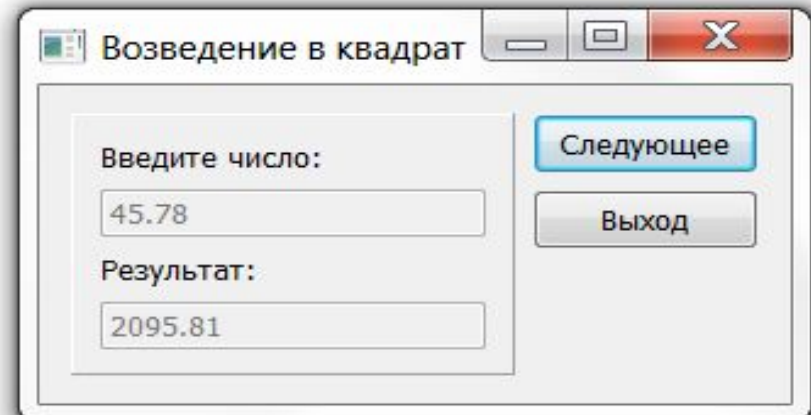 Возведение в квадрат
Введите число:
45.78
Результат:
2095.81
Следующее
Выход